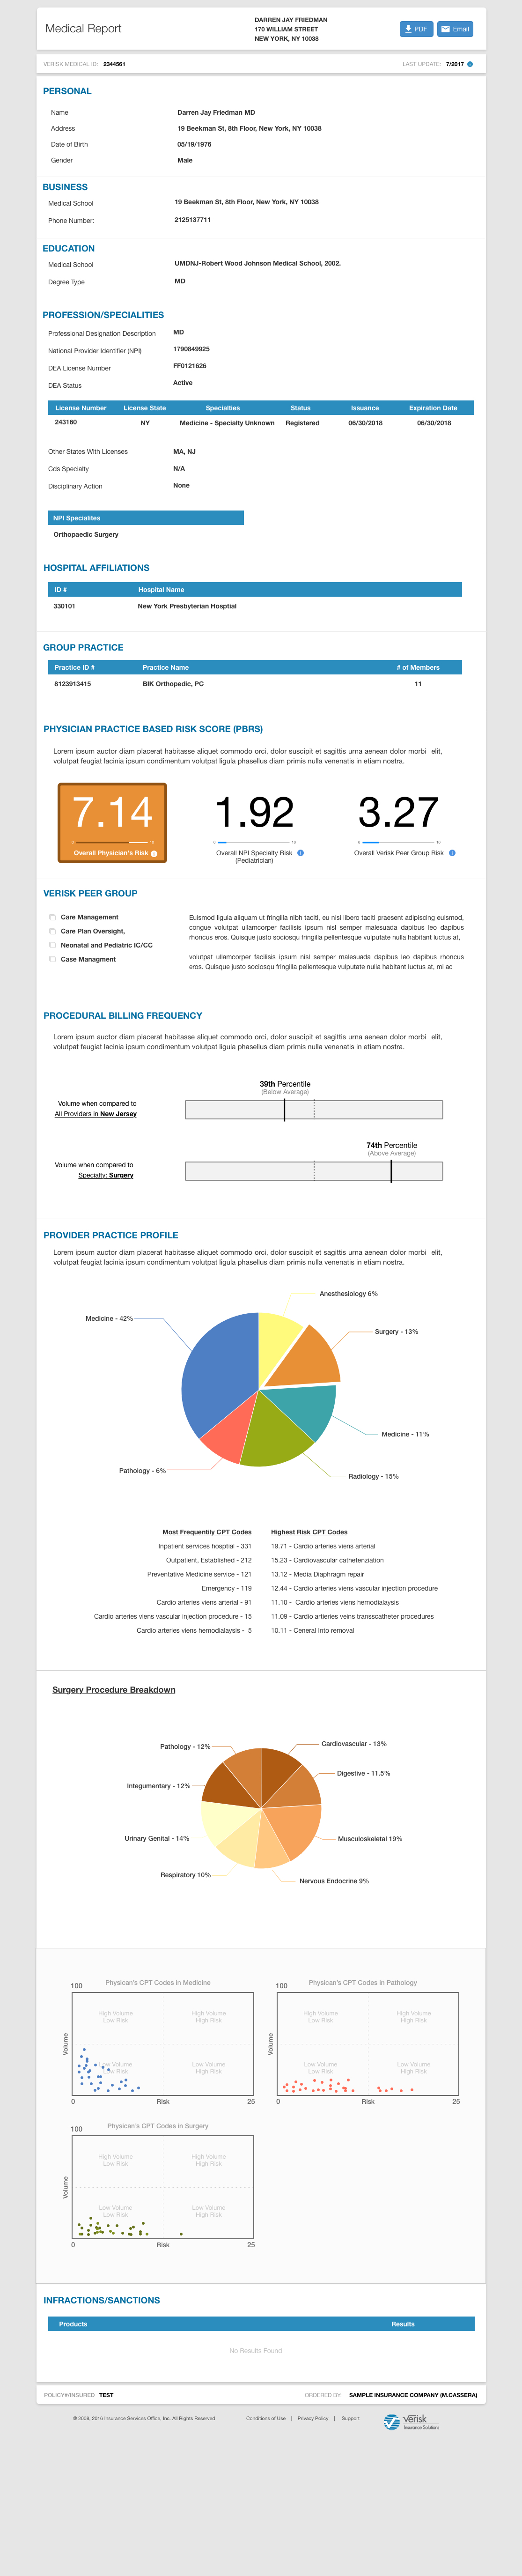 Medical Report
DARREN JAY FRIEDMAN
170 WILLIAM STREET
NEW YORK, NY 10038
PDF
Email
VERISK MEDICAL ID: 2344561
LAST UPDATE: 7/2017
PERSONAL
Name Darren Jay Friedman MD
Address 19 Beekman St, 8th Floor, New York, NY 10038
Date of Birth 05/19/1976
Gender Male
BUSINESS
Medical School 19 Beekman St, 8th Floor, New York, NY 10038
Phone Number: 2125137711
EDUCATION
Medical School UMDNJ-Robert Wood Johnson Medical School, 2002.
Degree Type MD
PROFESSION/SPECIALITIES
Professional Designation Description MD
National Provider Identifier (NPI) 1790849925
DEA License Number FF0121626
DEA Status Active
License Number License State Specialties Status Issuance Expiration Date
243160 NY Medicine - Specialty Unknown Registered 06/30/2018 06/30/2018
Other States With Licenses MA, NJ
Cds Specialty N/A
Disciplinary Action None
NPI Specialites
Orthopaedic Surgery
HOSPITAL AFFILIATIONS
ID # Hospital Name
330101 New York Presbyterian Hosptial
GROUP PRACTICE
Practice ID # Practice Name # of Members
8123913415 BIK Orthopedic, PC 11
PHYSICIAN PRACTICE BASED RISK SCORE (PBRS)
Lorem ipsum auctor diam placerat habitasse aliquet commodo orci, dolor suscipit et sagittis urna aenean dolor morbi elit,
volutpat feugiat lacinia ipsum condimentum volutpat ligula phasellus diam primis nulla venenatis in etiam nostra.
7.14 1.92 3.27
Overall Physician's Risk
Overall NPI Specialty Risk
(Pediatrician)
Overall Verisk Peer Group Risk
VERISK PEER GROUP
Care Management
Care Plan Oversight,
Neonatal and Pediatric IC/CC
Case Managment
Euismod ligula aliquam ut fringilla nibh taciti, eu nisi libero taciti praesent adipiscing euismod,
congue volutpat ullamcorper facilisis ipsum nisl semper malesuada dapibus leo dapibus
rhoncus eros. Quisque justo sociosqu fringilla pellentesque vulputate nulla habitant luctus at,
volutpat ullamcorper facilisis ipsum nisl semper malesuada dapibus leo dapibus rhoncus
eros. Quisque justo sociosqu fringilla pellentesque vulputate nulla habitant luctus at, mi ac
PROCEDURAL BILLING FREQUENCY
Lorem ipsum auctor diam placerat habitasse aliquet commodo orci, dolor suscipit et sagittis urna aenean dolor morbi elit,
volutpat feugiat lacinia ipsum condimentum volutpat ligula phasellus diam primis nulla venenatis in etiam nostra.
39th Percentile
(Below Average)
Volume when compared to
All Providers in New Jersey
74th Percentile
(Above Average)
Volume when compared to
Specialty: Surgery
PROVIDER PRACTICE PROFILE
Lorem ipsum auctor diam placerat habitasse aliquet commodo orci, dolor suscipit et sagittis urna aenean dolor morbi elit,
volutpat feugiat lacinia ipsum condimentum volutpat ligula phasellus diam primis nulla venenatis in etiam nostra.
Anesthesiology 6%
Medicine - 42%
Surgery - 13%
Medicine - 11%
Pathology - 6%
Radiology - 15%
Most Frequentily CPT Codes
Inpatient services hosptial - 331
Outpatient, Established - 212
Preventative Medicine service - 121
Emergency - 119
Cardio arteries viens arterial - 91
Cardio arteries viens vascular injection procedure - 15
Cardio arteries viens hemodialaysis - 5
Highest Risk CPT Codes
19.71 - Cardio arteries viens arterial
15.23 - Cardiovascular cathetenziation
13.12 - Media Diaphragm repair
12.44 - Cardio arteries viens vascular injection procedure
11.10 - Cardio arteries viens hemodialaysis
11.09 - Cardio artieries veins transscatheter procedures
10.11 - Ceneral Into removal
Surgery Procedure Breakdown
Pathology - 12%
Cardiovascular - 13%
Digestive - 11.5%
Integumentary - 12%
Urinary Genital - 14%
Musculoskeletal 19%
Respiratory 10%
Nervous Endocrine 9%
Physican's CPT Codes in Medicine
100
High Volume
Low Risk
High Volume
High Risk
Volume
Low Volume
Low Risk
Low Volume
High Risk
0 Risk 25
Physican's CPT Codes in Pathology
100
High Volume
Low Risk
High Volume
High Risk
Volume
Low Volume
Low Risk
Low Volume
High Risk
0 Risk 25
Physican's CPT Codes in Surgery
100
High Volume
Low Risk
High Volume
High Risk
Volume
Low Volume
Low Risk
Low Volume
High Risk
0 Risk 25
INFRACTIONS/SANCTIONS
Products Results
No Results Found
POLICY#/INSURED TEST
ORDERED BY: SAMPLE INSURANCE COMPANY (M.CASSERA)
® 2008, 2016 Insurance Services Office, Inc. All Rights Reserved
Conditions of Use | Privacy Policy | Support
Verisk
Insurance Solutions